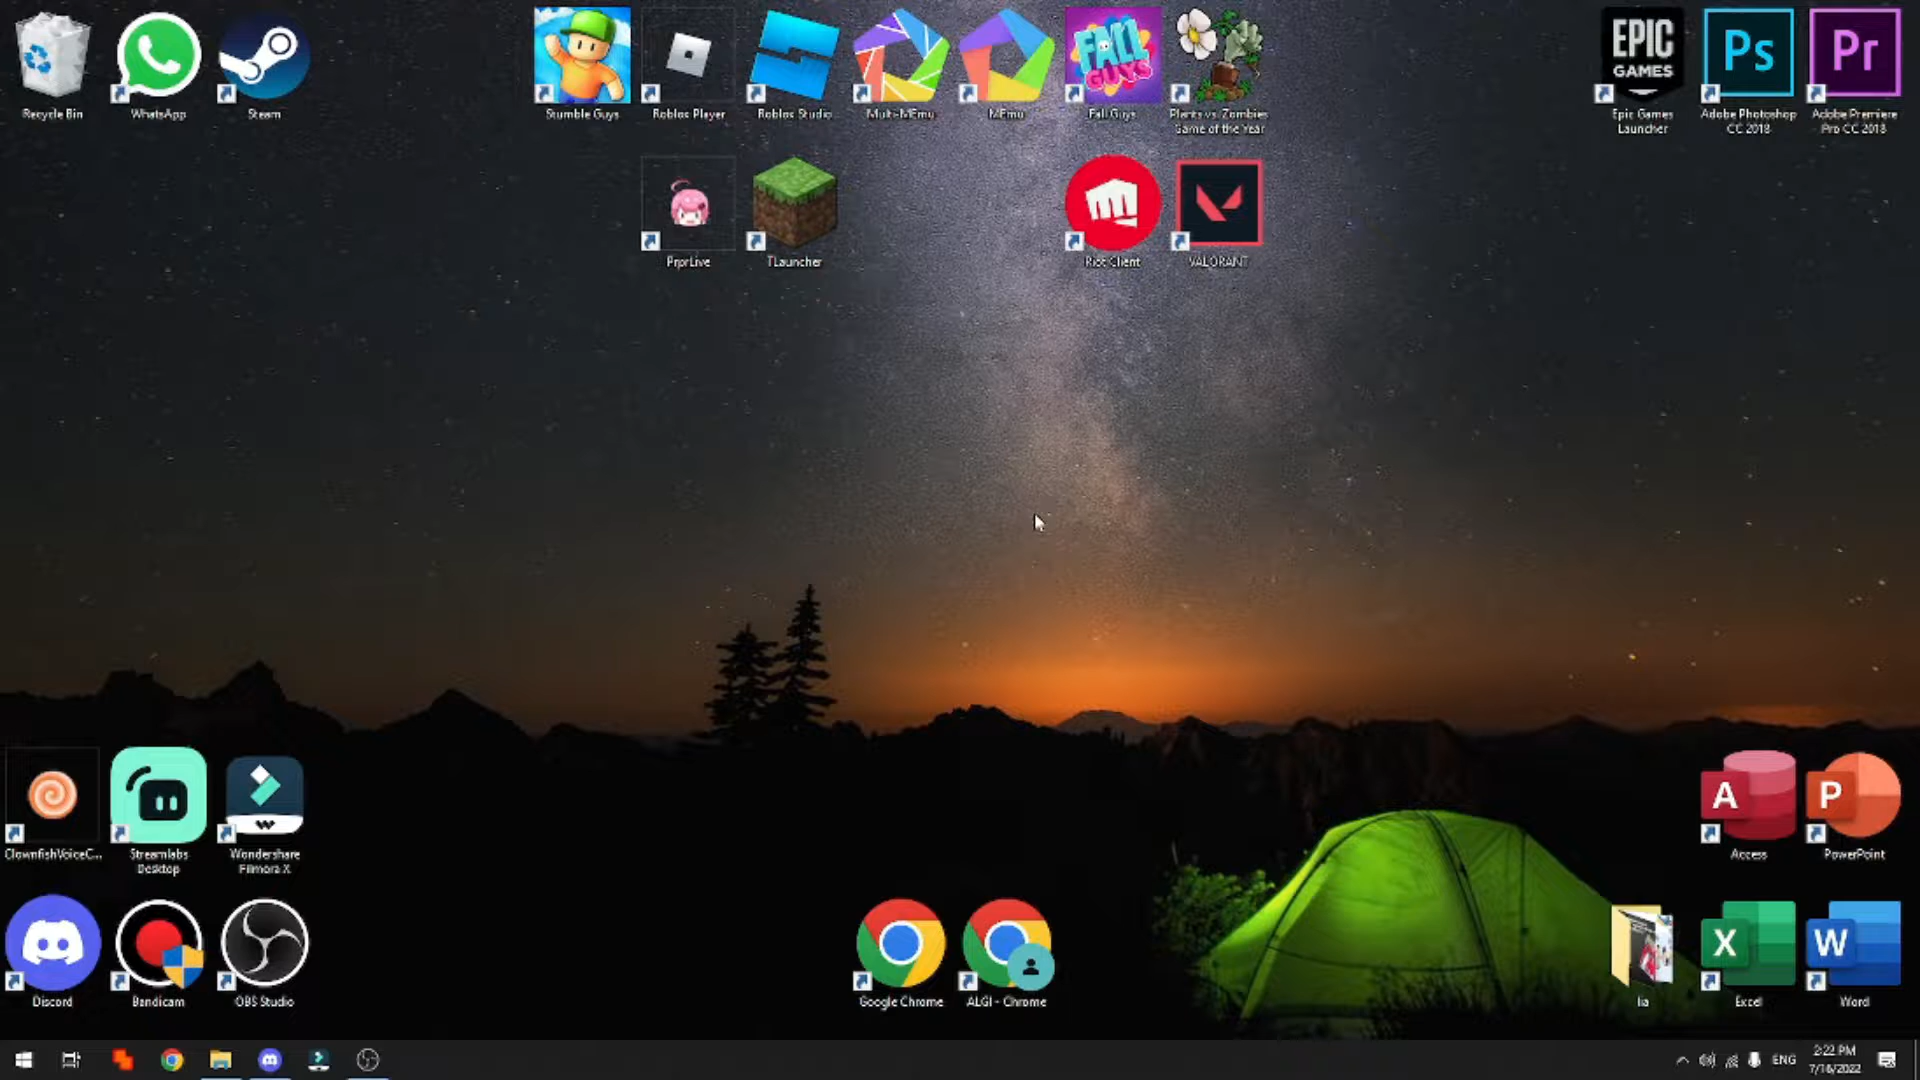 Recycle Bin
WhatsApp
Steam
Stumble Guys
Roblox Player
Roblox Studio
Multi-MEmu
MEmu
FALL
GUYS
Fall Guys
Plants vs. Zombies
Game of the Year
EPIC
GAMES
Epic Games
Launcher
Ps
Adobe Photoshop
CC 2018
Pr
Adobe Premiere
Pro CC 2018
PrprLive
TLauncher
Riot Client
VALORANT
ClownfishVoiceC...
Streamlabs
Desktop
Wondershare
Filmora X
A
Access
P
PowerPoint
Discord
Bandicam
OBS Studio
Google Chrome
ALGI - Chrome
lia
X
Excel
W
Word
ENG
2:22 PM
7/16/2022